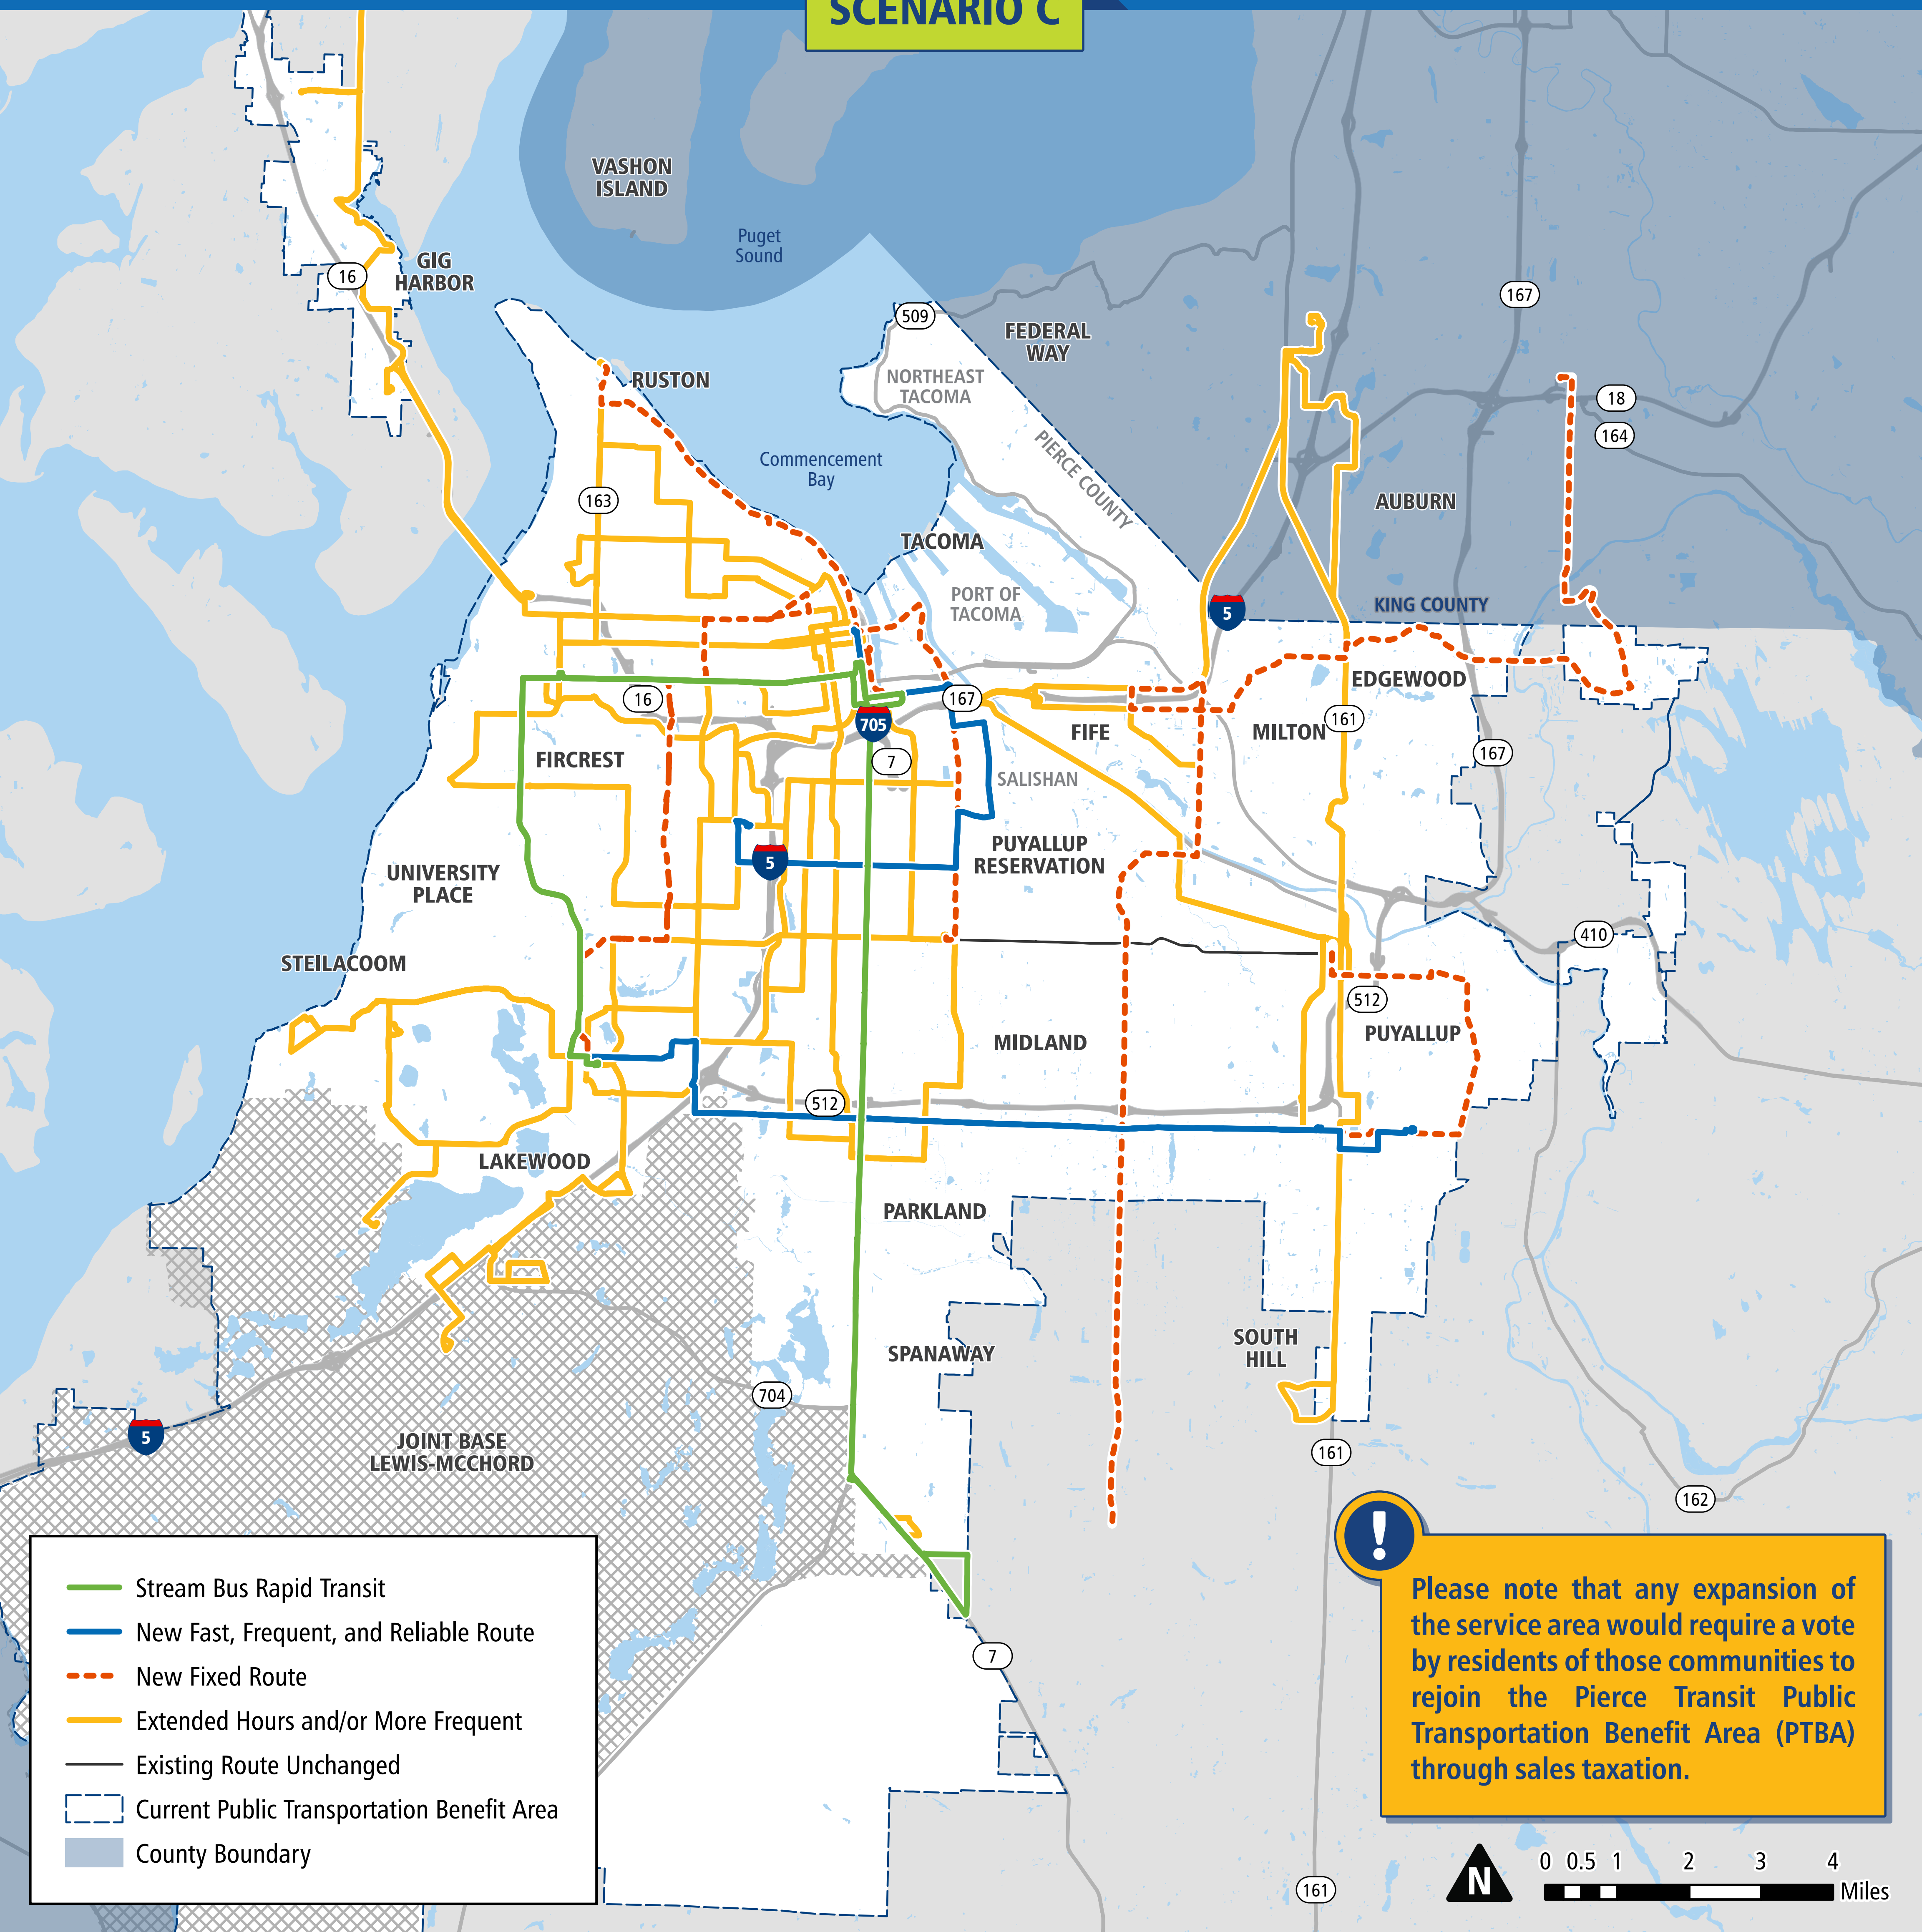 SCENARIO C
VASHON
ISLAND
Puget
Sound
GIG
HARBOR
16
167
509
FEDERAL
WAY
RUSTON
NORTHEAST
TACOMA
18
164
PIERCE COUNTY
Commencement
Bay
163
AUBURN
TACOMA
PORT OF
TACOMA
5
KING COUNTY
EDGEWOOD
16
167
705
FIFE
MILTON
161
7
167
FIRCREST
SALISHAN
5
PUYALLUP
RESERVATION
UNIVERSITY
PLACE
410
STEILACOOM
512
PUYALLUP
MIDLAND
512
LAKEWOOD
PARKLAND
SOUTH
HILL
SPANAWAY
704
5
JOINT BASE
LEWIS-MCCHORD
161
162
7
161
Stream Bus Rapid Transit
New Fast, Frequent, and Reliable Route
New Fixed Route
Extended Hours and/or More Frequent
Existing Route Unchanged
Current Public Transportation Benefit Area
County Boundary
!
Please note that any expansion of
the service area would require a vote
by residents of those communities to
rejoin the Pierce Transit Public
Transportation Benefit Area (PTBA)
through sales taxation.
N
0 0.5 1 2 3 4
Miles